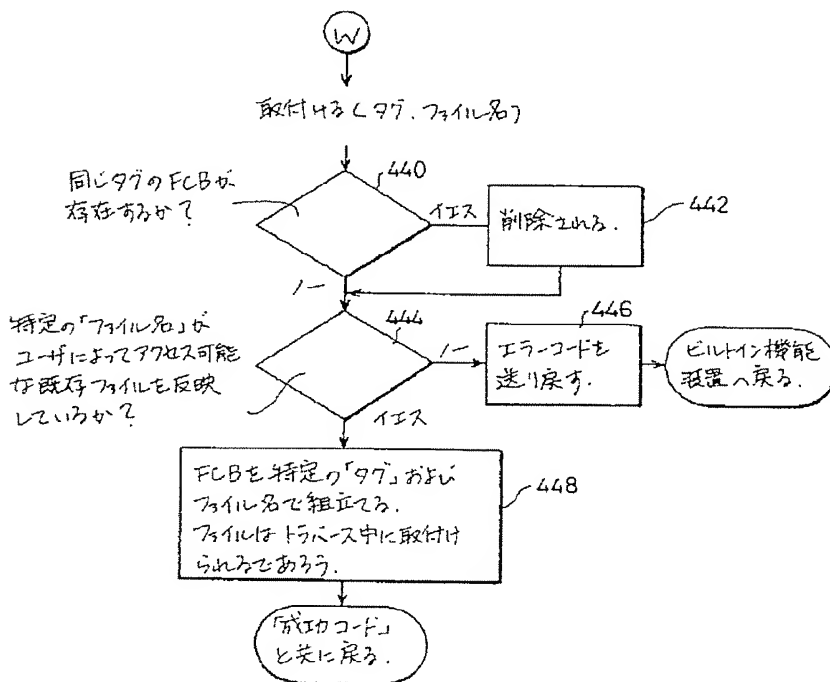 W
取付ける(タグ、ファイル名)
440
同じタグのFCBが
存在するか?
イエス
削除される.
442
ノー
特定の「ファイル名」が
ユーザによってアクセス可能
な既存ファイルを反映
しているか?
444
ノー
446
エラーコードを
送り戻す.
ビルトイン機能
装置へ戻る.
イエス
FCBを特定の「タグ」および
ファイル名で組立てる.
ファイルはトラバース中に取付け
られるであろう.
448
「成功コード」
と共に戻る.